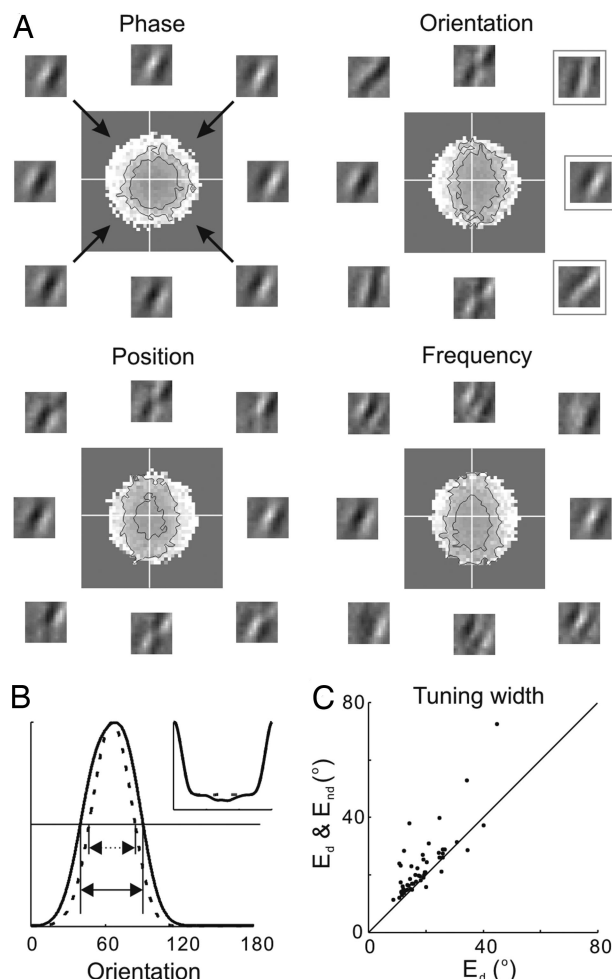 A
Phase
Orientation
Position
Frequency
B
0 60 120 180
Orientation
C
Tuning width
80
40
0
E_d & E_nd (°)
0 40 80
E_d (°)